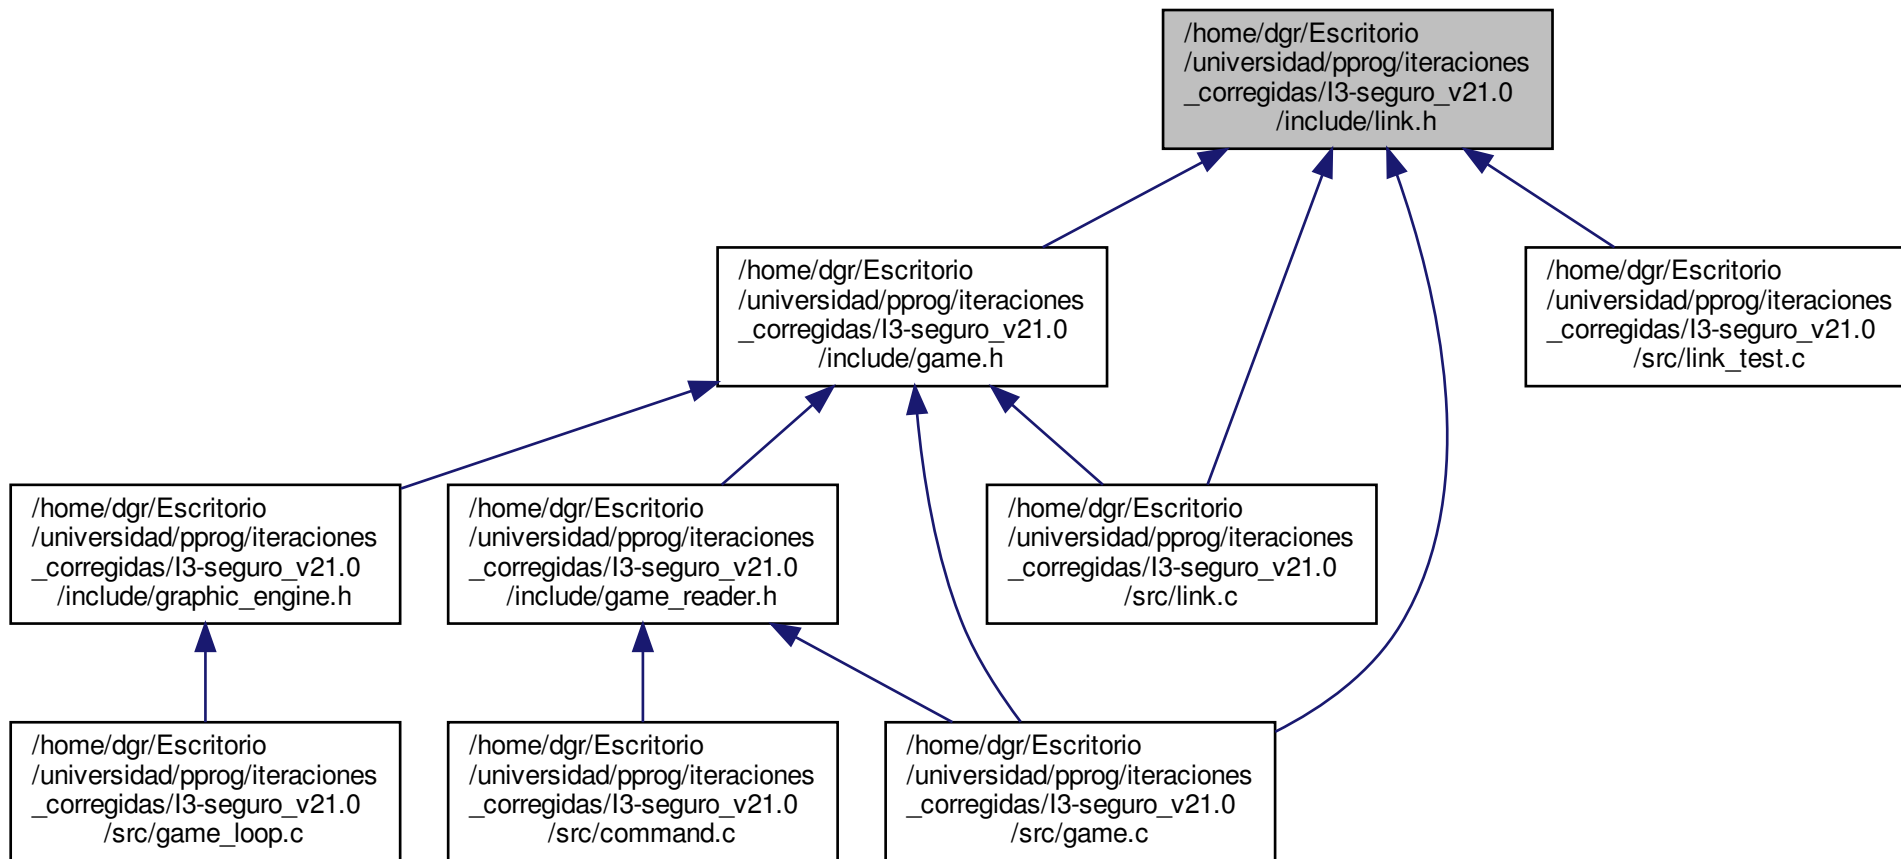 /home/dgr/Escritorio
/universidad/pprog/iteraciones
_corregidas/I3-seguro_v21.0
/include/link.h
/home/dgr/Escritorio
/universidad/pprog/iteraciones
_corregidas/I3-seguro_v21.0
/include/game.h
/home/dgr/Escritorio
/universidad/pprog/iteraciones
_corregidas/I3-seguro_v21.0
/src/link_test.c
/home/dgr/Escritorio
/universidad/pprog/iteraciones
_corregidas/I3-seguro_v21.0
/include/graphic_engine.h
/home/dgr/Escritorio
/universidad/pprog/iteraciones
_corregidas/I3-seguro_v21.0
/include/game_reader.h
/home/dgr/Escritorio
/universidad/pprog/iteraciones
_corregidas/I3-seguro_v21.0
/src/link.c
/home/dgr/Escritorio
/universidad/pprog/iteraciones
_corregidas/I3-seguro_v21.0
/src/game_loop.c
/home/dgr/Escritorio
/universidad/pprog/iteraciones
_corregidas/I3-seguro_v21.0
/src/command.c
/home/dgr/Escritorio
/universidad/pprog/iteraciones
_corregidas/I3-seguro_v21.0
/src/game.c